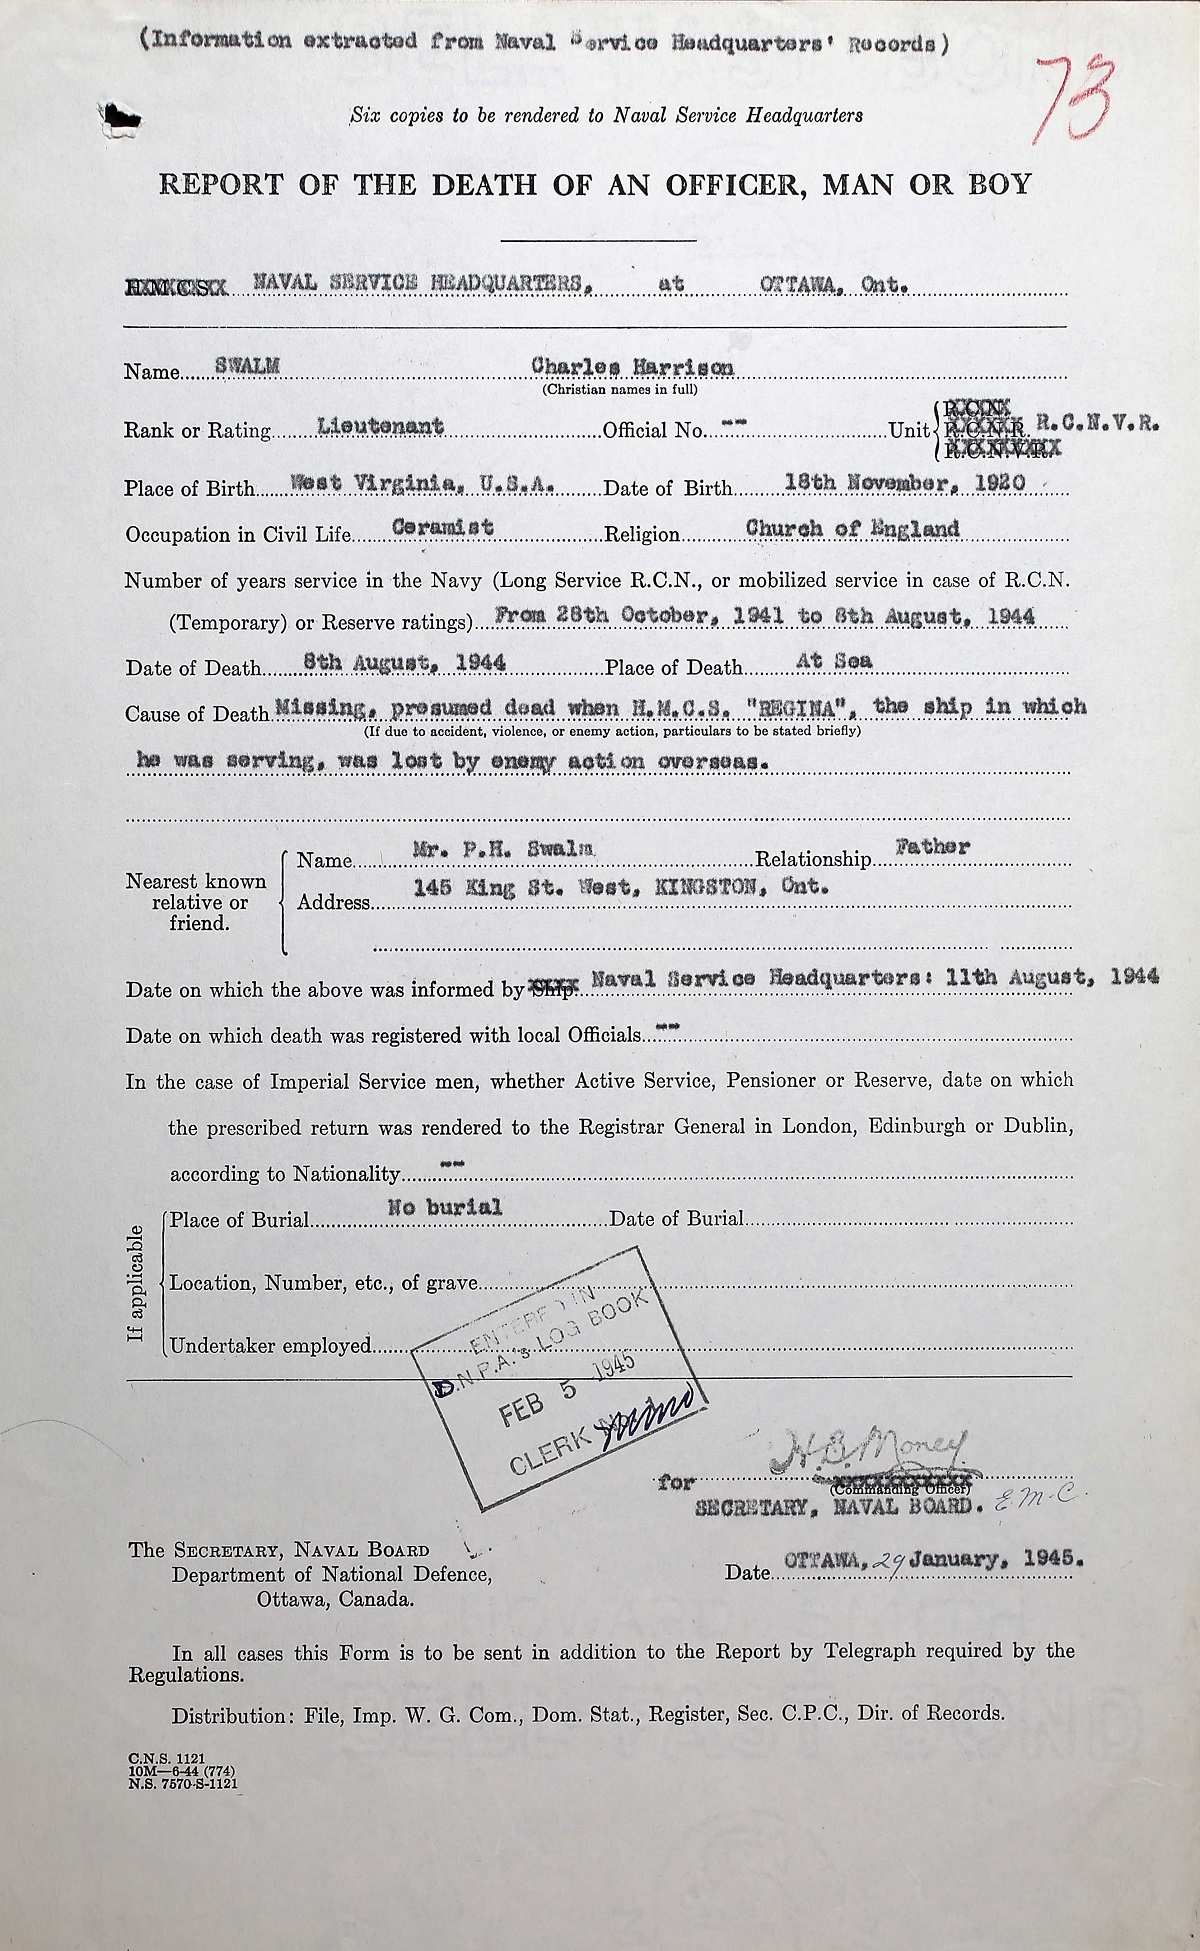 (Information extracted from Naval Service Headquarters' Records)
73
Six copies to be rendered to Naval Service Headquarters
REPORT OF THE DEATH OF AN OFFICER, MAN OR BOY
H.M.C.S. NAVAL SERVICE HEADQUARTERS, at OTTAWA, Ont.
Name SWALM Charles Harrison
(Christian names in full)
R.C.N.
Rank or Rating Lieutenant Official No. -- Unit R.C.N.R. R.C.N.V.R.
R.C.N.V.R.
Place of Birth West Virginia, U.S.A. Date of Birth 18th November, 1920
Occupation in Civil Life Ceramist Religion Church of England
Number of years service in the Navy (Long Service R.C.N., or mobilized service in case of R.C.N.
(Temporary) or Reserve ratings) From 28th October, 1941 to 8th August, 1944
Date of Death 8th August, 1944 Place of Death At Sea
Cause of Death Missing, presumed dead when H.M.C.S. "REGINA", the ship in which
(If due to accident, violence, or enemy action, particulars to be stated briefly)
he was serving, was lost by enemy action overseas.
Name Mr. P.H. Swalm Relationship Father
Nearest known relative or friend.
Address 145 King St. West, KINGSTON, Ont.
Date on which the above was informed by Ship Naval Service Headquarters: 11th August, 1944
Date on which death was registered with local Officials --
In the case of Imperial Service men, whether Active Service, Pensioner or Reserve, date on which
the prescribed return was rendered to the Registrar General in London, Edinburgh or Dublin,
according to Nationality --
If applicable
Place of Burial No burial Date of Burial
Location, Number, etc., of grave
Undertaker employed
ENTERED IN
D.N.P.A.'s LOG BOOK
FEB 5 1945
CLERK
H.B. Money
for
(Commanding Officer)
SECRETARY, NAVAL BOARD. E.M.C.
The SECRETARY, NAVAL BOARD
Department of National Defence,
Ottawa, Canada.
Date OTTAWA, 29 January, 1945.
In all cases this Form is to be sent in addition to the Report by Telegraph required by the
Regulations.
Distribution: File, Imp. W. G. Com., Dom. Stat., Register, Sec. C.P.C., Dir. of Records.
C.N.S. 1121
10M—6-44 (774)
N.S. 7570-S-1121